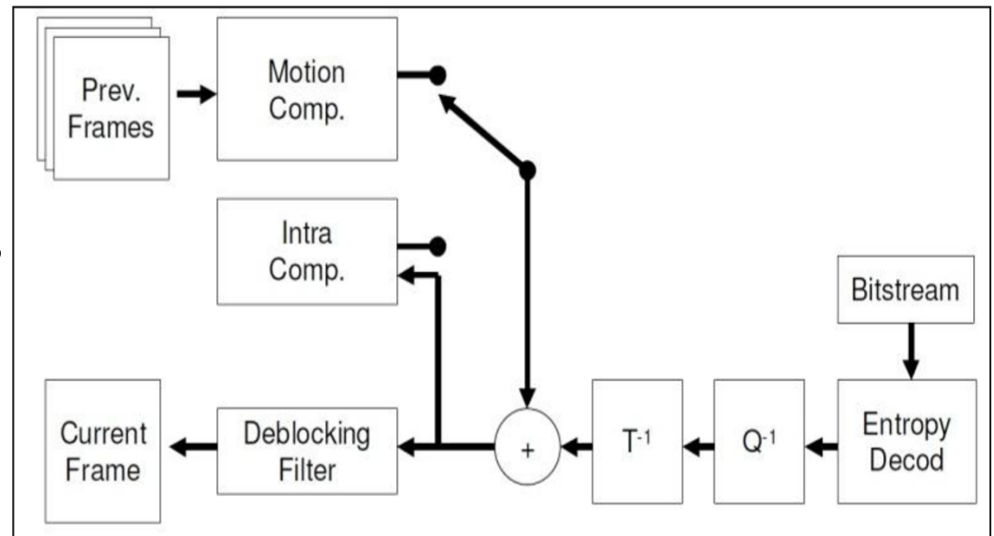 Prev.
Frames
Motion
Comp.
Intra
Comp.
Bitstream
Current
Frame
Deblocking
Filter
+
T-1
Q-1
Entropy
Decod